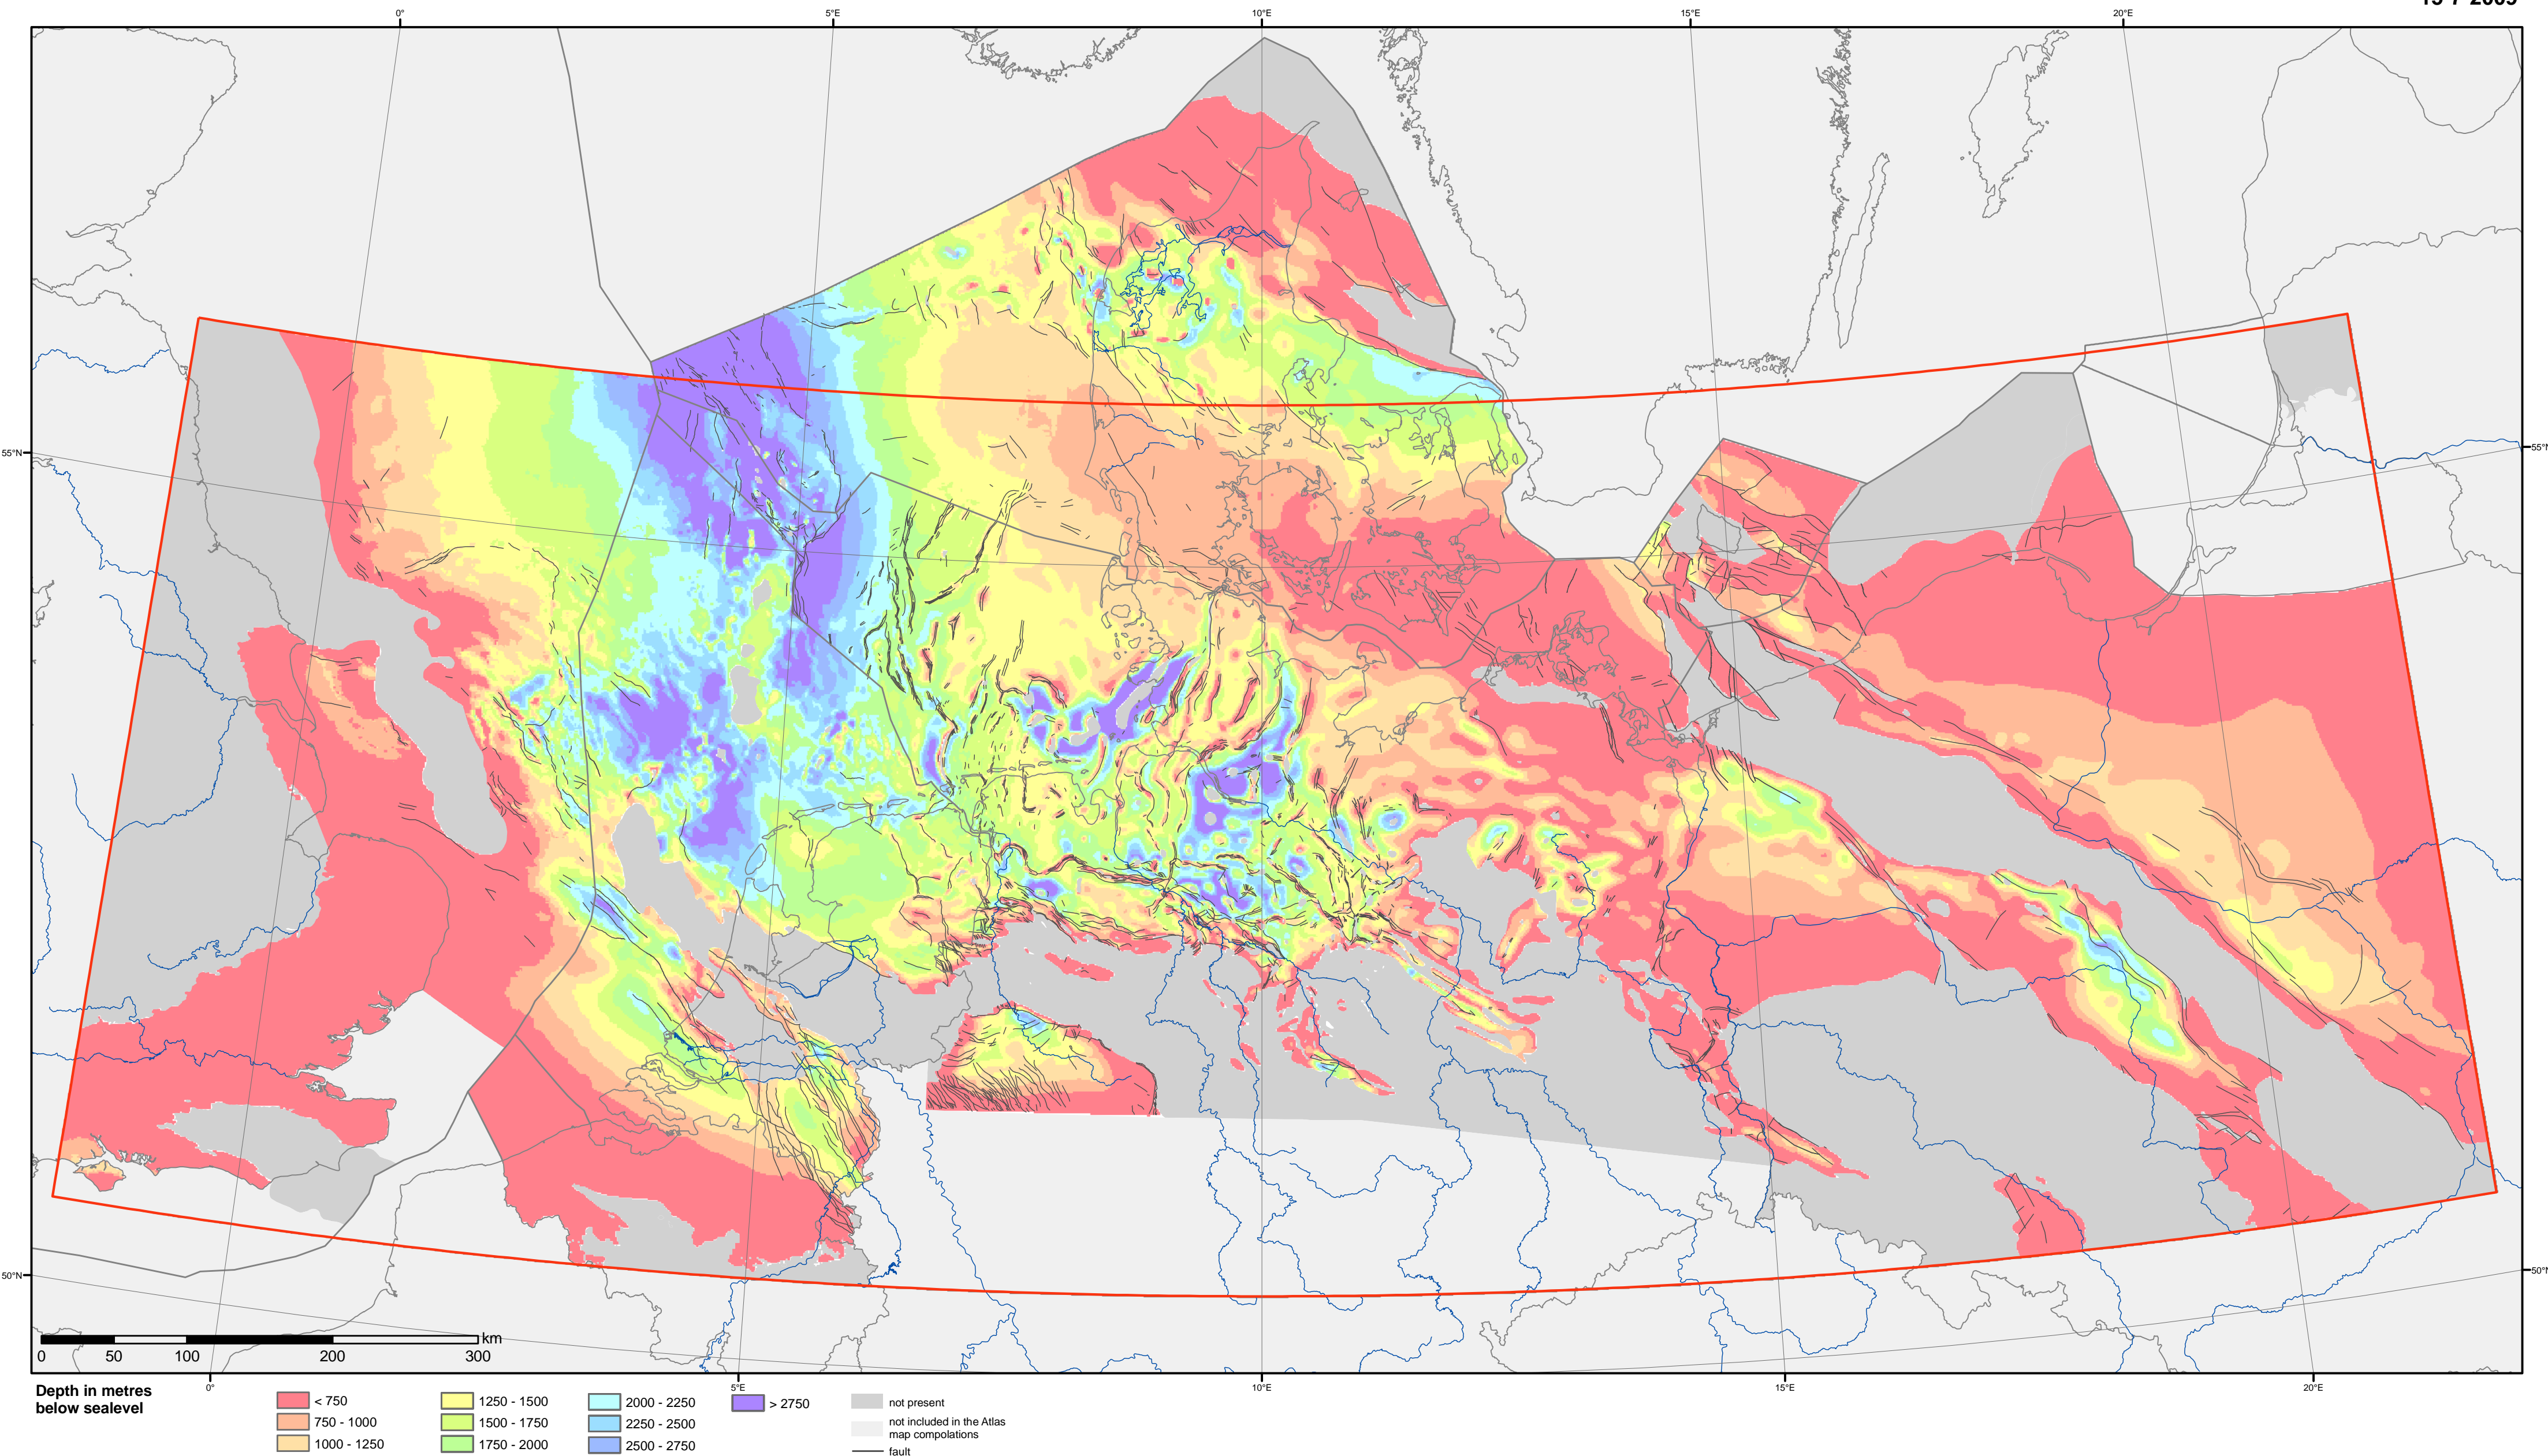 0°
5°E
10°E
15°E
20°E
55°N
55°N
50°N
50°N
km
0
50
100
200
300
0°
5°E
10°E
15°E
20°E
Depth in metres
below sealevel
< 750
750 - 1000
1000 - 1250
1250 - 1500
1500 - 1750
1750 - 2000
2000 - 2250
2250 - 2500
2500 - 2750
> 2750
not present
not included in the Atlas
map compolations
fault